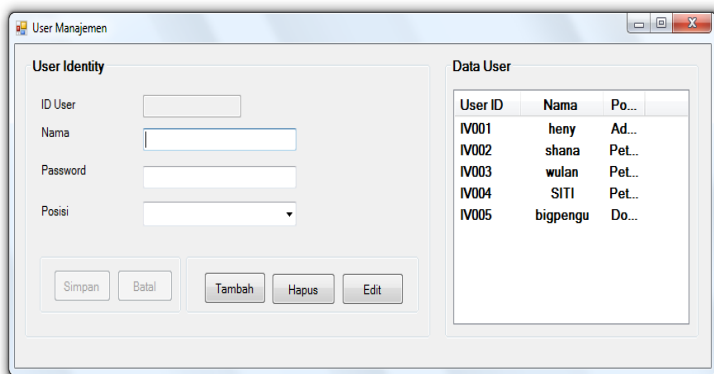 User Manajemen
User Identity
ID User
Nama
Password
Posisi
Simpan Batal Tambah Hapus Edit
Data User
User ID Nama Po...
IV001 heny Ad...
IV002 shana Pet...
IV003 wulan Pet...
IV004 SITI Pet...
IV005 bigpengu Do...